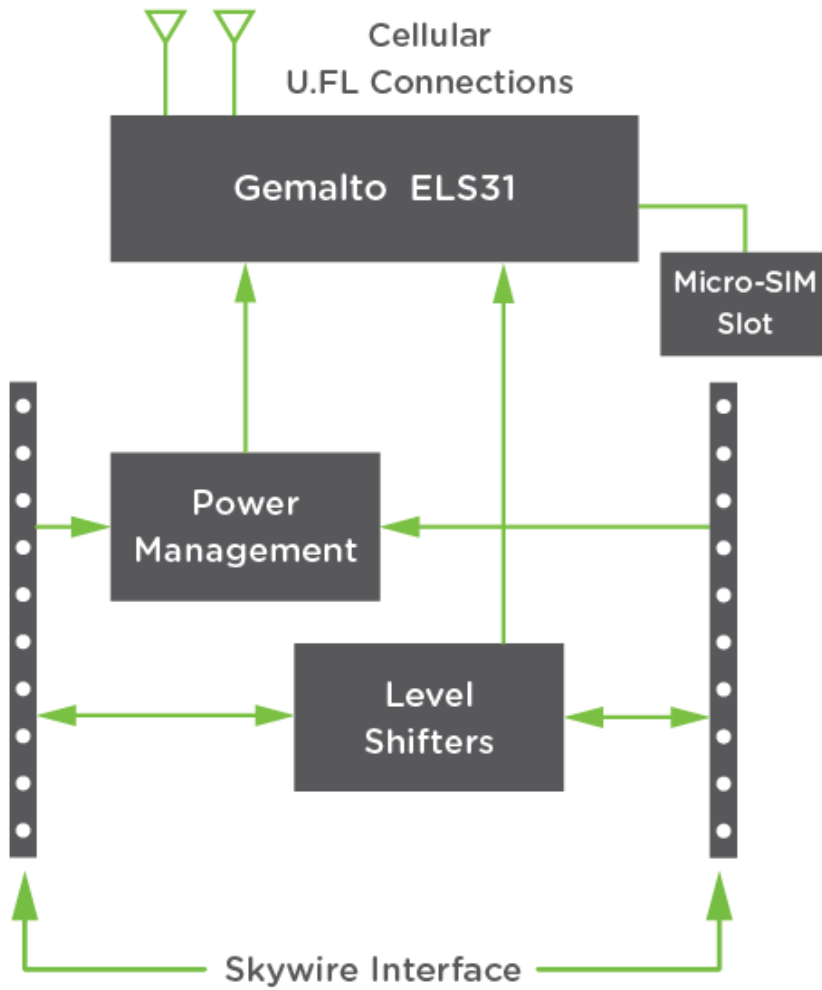 Cellular
U.FL Connections
Gemalto ELS31
Micro-SIM
Slot
Power
Management
Level
Shifters
Skywire Interface